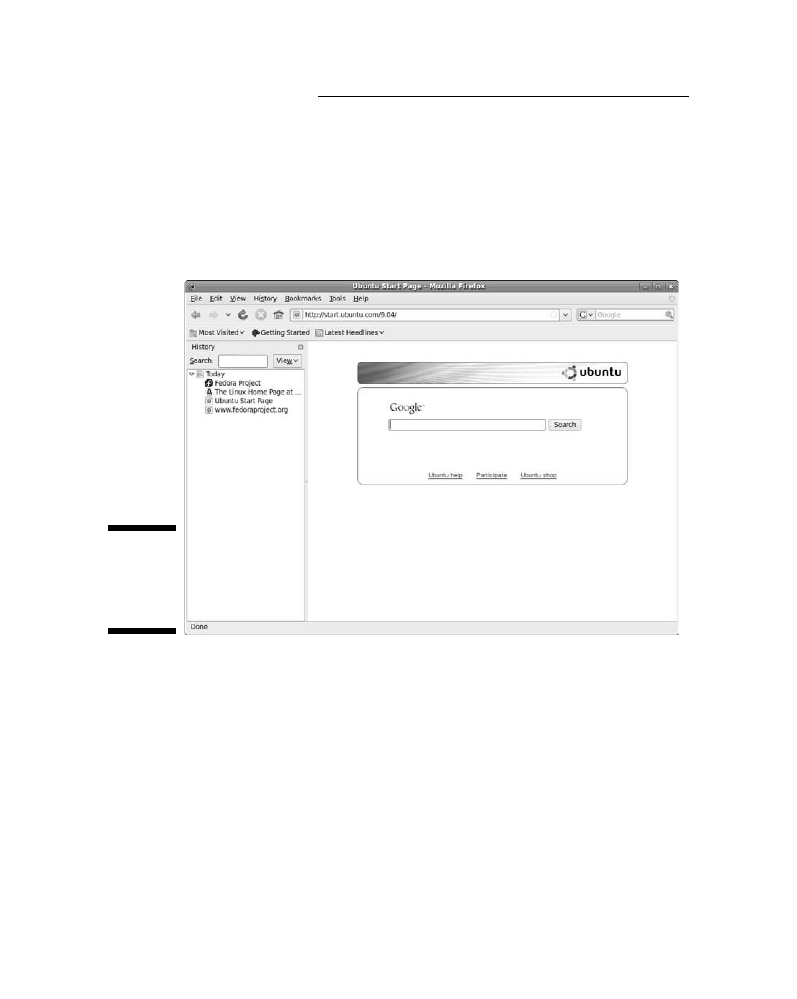 Ubuntu Start Page - Mozilla Firefox
File Edit View History Bookmarks Tools Help
http://start.ubuntu.com/9.04/
G Google
Most Visited Getting Started Latest Headlines
History
Search: View
Today
Fedora Project
The Linux Home Page at ...
Ubuntu Start Page
www.fedoraproject.org
ubuntu
Google™
Search
Ubuntu help Participate Ubuntu shop
Done